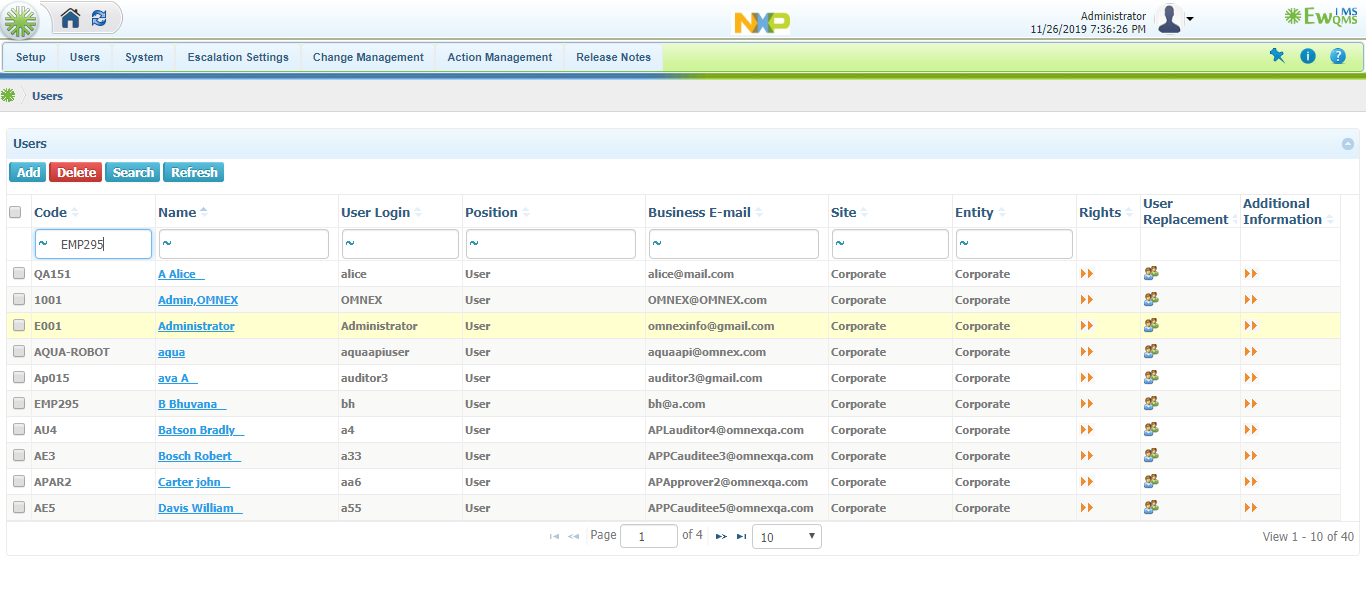 NXP
Administrator
11/26/2019 7:36:26 PM
EwIMS
QMS
Setup Users System Escalation Settings Change Management Action Management Release Notes
Users
Users
Add Delete Search Refresh
Code Name User Login Position Business E-mail Site Entity Rights User Replacement Additional Information
~ EMP295 ~ ~ ~ ~ ~ ~
QA151 A Alice alice User alice@mail.com Corporate Corporate
1001 Admin,OMNEX OMNEX User OMNEX@OMNEX.com Corporate Corporate
E001 Administrator Administrator User omnexinfo@gmail.com Corporate Corporate
AQUA-ROBOT aqua aquaapiuser User aquaapi@omnex.com Corporate Corporate
Ap015 ava A auditor3 User auditor3@gmail.com Corporate Corporate
EMP295 B Bhuvana bh User bh@a.com Corporate Corporate
AU4 Batson Bradly a4 User APLauditor4@omnexqa.com Corporate Corporate
AE3 Bosch Robert a33 User APPCauditee3@omnexqa.com Corporate Corporate
APAR2 Carter john aa6 User APApprover2@omnexqa.com Corporate Corporate
AE5 Davis William a55 User APPCauditee5@omnexqa.com Corporate Corporate
Page 1 of 4 10 View 1 - 10 of 40